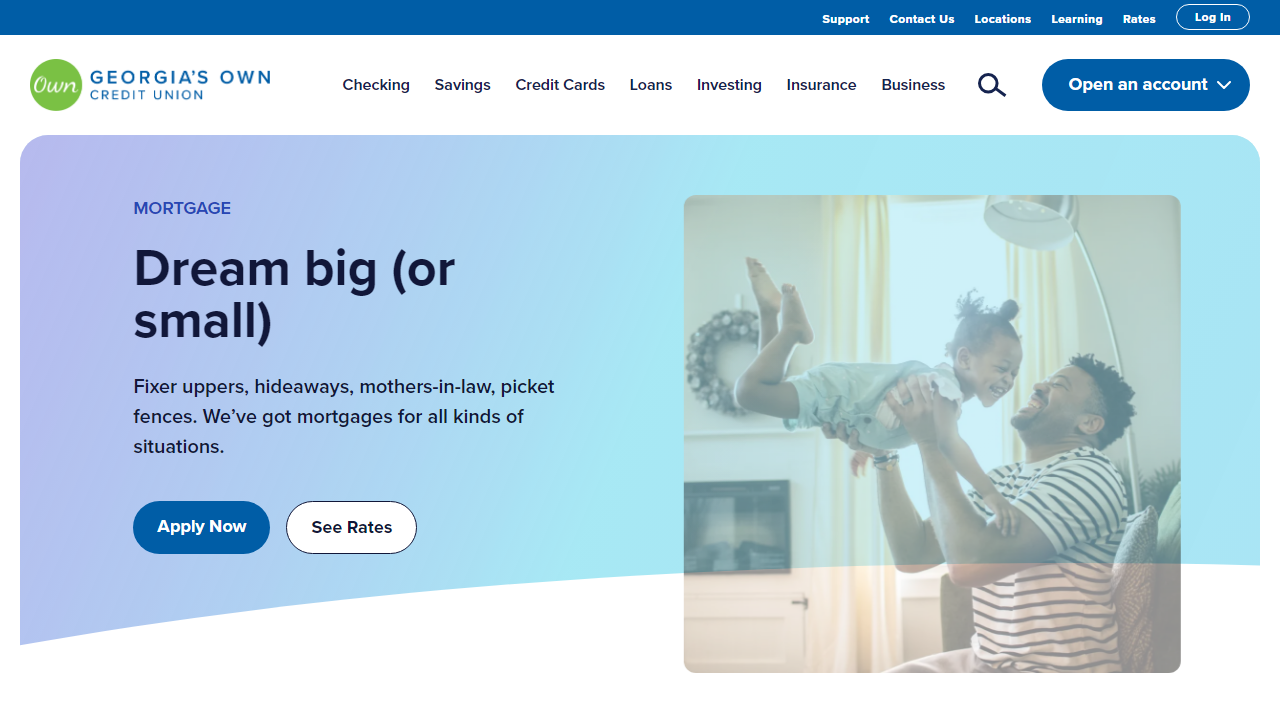 Support Contact Us Locations Learning Rates Log In
Own GEORGIA'S OWN
CREDIT UNION
Checking Savings Credit Cards Loans Investing Insurance Business Open an account
MORTGAGE
Dream big (or
small)
Fixer uppers, hideaways, mothers-in-law, picket
fences. We’ve got mortgages for all kinds of
situations.
Apply Now See Rates